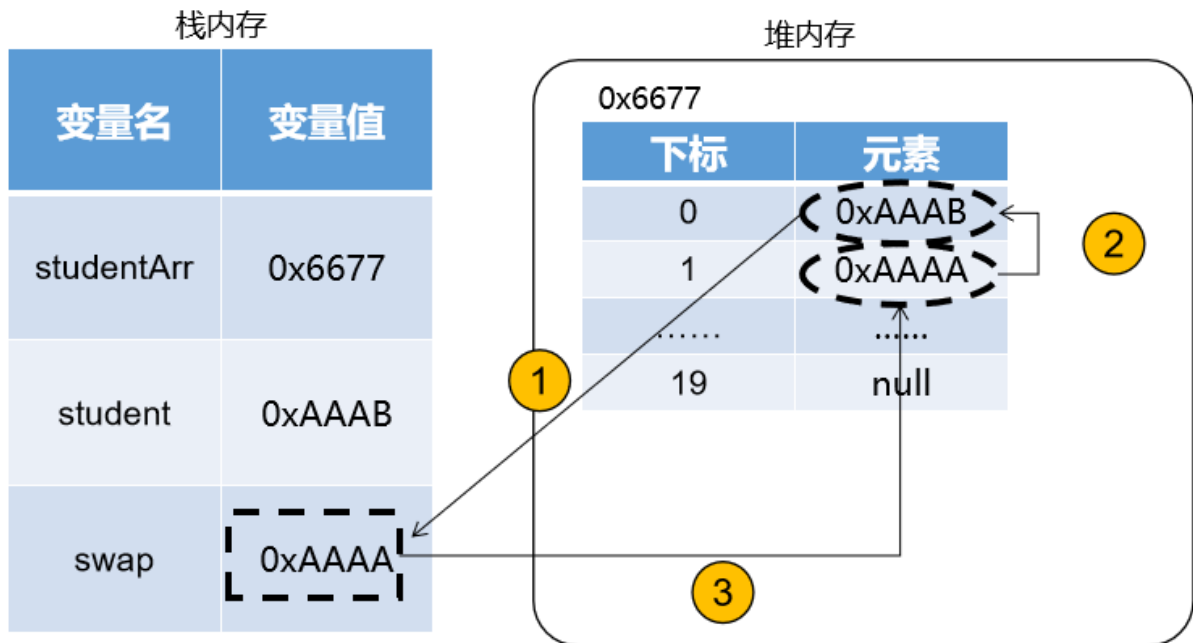 栈内存
变量名 变量值
studentArr 0x6677
student 0xAAAB
swap 0xAAAA
堆内存
0x6677
下标 元素
0 0xAAAB
1 0xAAAA
...... ......
19 null
1
2
3